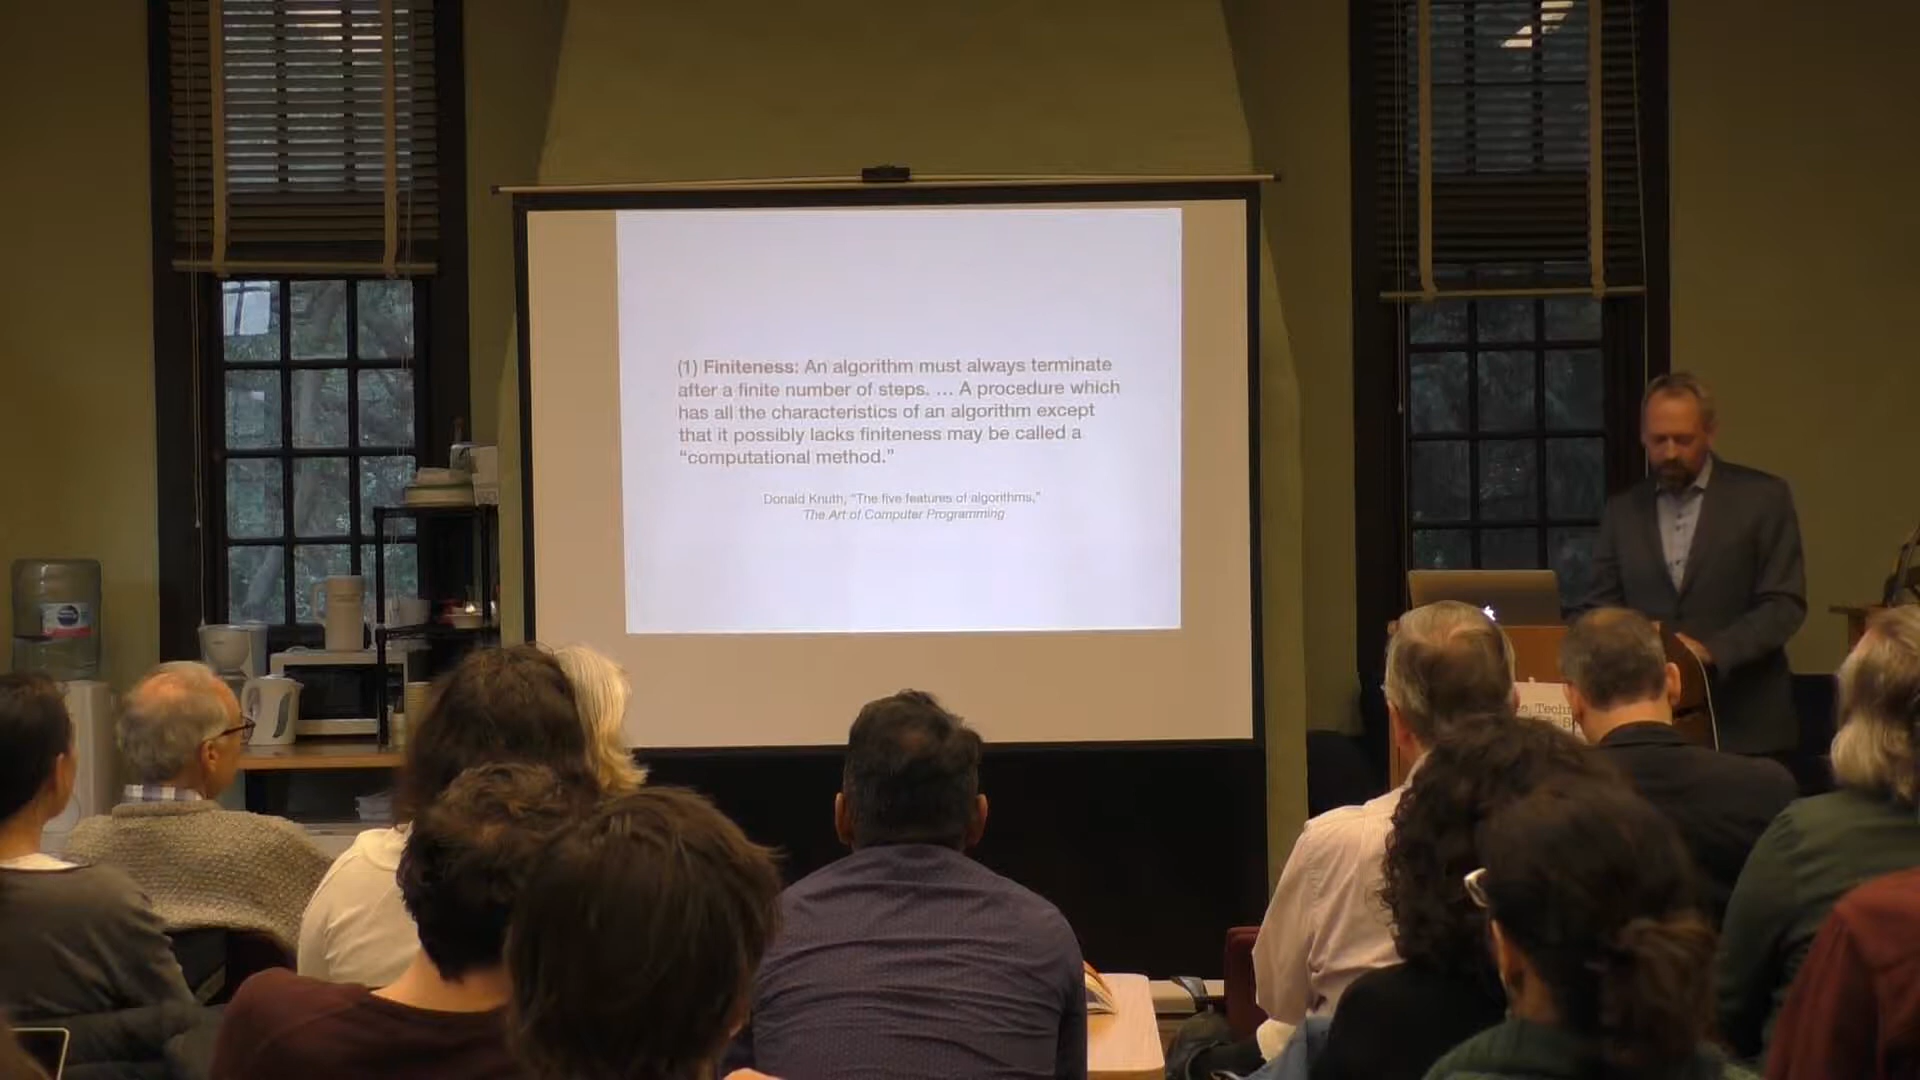 (1) Finiteness: An algorithm must always terminate
after a finite number of steps. … A procedure which
has all the characteristics of an algorithm except
that it possibly lacks finiteness may be called a
“computational method.”
Donald Knuth, “The five features of algorithms,”
The Art of Computer Programming